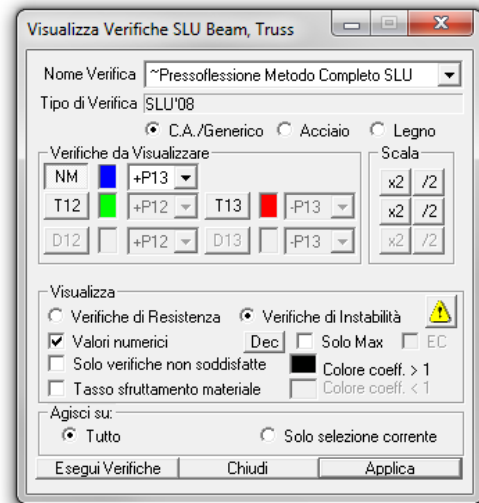 Visualizza Verifiche SLU Beam, Truss
Nome Verifica ~Pressoflessione Metodo Completo SLU
Tipo di Verifica SLU'08
C.A./Generico Acciaio Legno
Verifiche da Visualizzare Scala
NM +P13 x2 /2
T12 +P12 T13 -P13 x2 /2
D12 +P12 D13 -P13 x2 /2
Visualizza
Verifiche di Resistenza Verifiche di Instabilità
Valori numerici Dec Solo Max EC
Solo verifiche non soddisfatte Colore coeff. > 1
Tasso sfruttamento materiale Colore coeff. < 1
Agisci su:
Tutto Solo selezione corrente
Esegui Verifiche Chiudi Applica